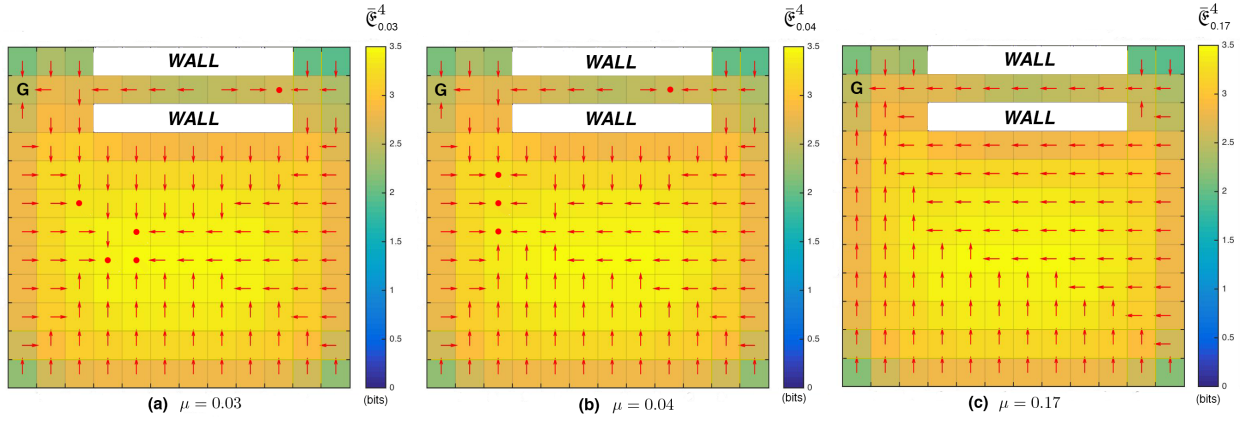 𝕰̄⁴0.03
𝕰̄⁴0.04
𝕰̄⁴0.17
WALL
G
WALL
3.5
3
2.5
2
1.5
1
0.5
0
(bits)
(a) μ = 0.03
WALL
G
WALL
3.5
3
2.5
2
1.5
1
0.5
0
(bits)
(b) μ = 0.04
WALL
G
WALL
3.5
3
2.5
2
1.5
1
0.5
0
(bits)
(c) μ = 0.17